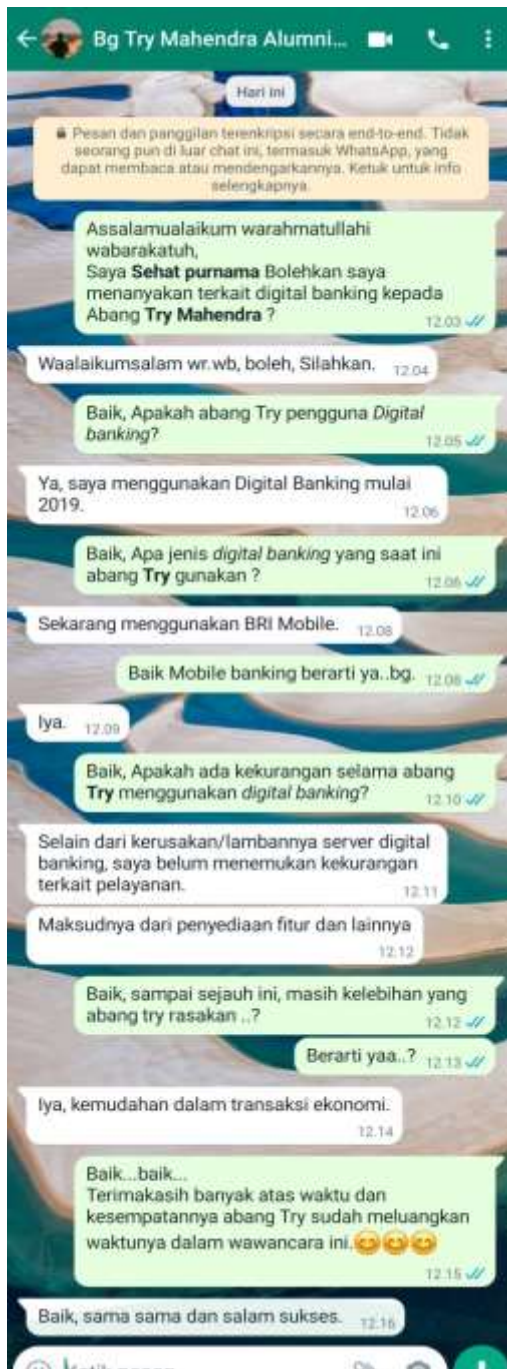 Bg Try Mahendra Alumni...
Hari ini
Pesan dan panggilan terenkripsi secara end-to-end. Tidak
seorang pun di luar chat ini, termasuk WhatsApp, yang
dapat membaca atau mendengarkannya. Ketuk untuk info
selengkapnya.
Assalamualaikum warahmatullahi
wabarakatuh,
Saya Sehat purnama Bolehkan saya
menanyakan terkait digital banking kepada
Abang Try Mahendra ?
12.03
Waalaikumsalam wr.wb, boleh, Silahkan. 12.04
Baik, Apakah abang Try pengguna Digital
banking?
12.05
Ya, saya menggunakan Digital Banking mulai
2019.
12.06
Baik, Apa jenis digital banking yang saat ini
abang Try gunakan ?
12.06
Sekarang menggunakan BRI Mobile. 12.08
Baik Mobile banking berarti ya..bg. 12.08
Iya. 12.09
Baik, Apakah ada kekurangan selama abang
Try menggunakan digital banking?
12.10
Selain dari kerusakan/lambannya server digital
banking, saya belum menemukan kekurangan
terkait pelayanan.
12.11
Maksudnya dari penyediaan fitur dan lainnya
12.12
Baik, sampai sejauh ini, masih kelebihan yang
abang try rasakan ..?
12.12
Berarti yaa..? 12.13
Iya, kemudahan dalam transaksi ekonomi.
12.14
Baik...baik...
Terimakasih banyak atas waktu dan
kesempatannya abang Try sudah meluangkan
waktunya dalam wawancara ini.😊😊😊
12.15
Baik, sama sama dan salam sukses. 12.16